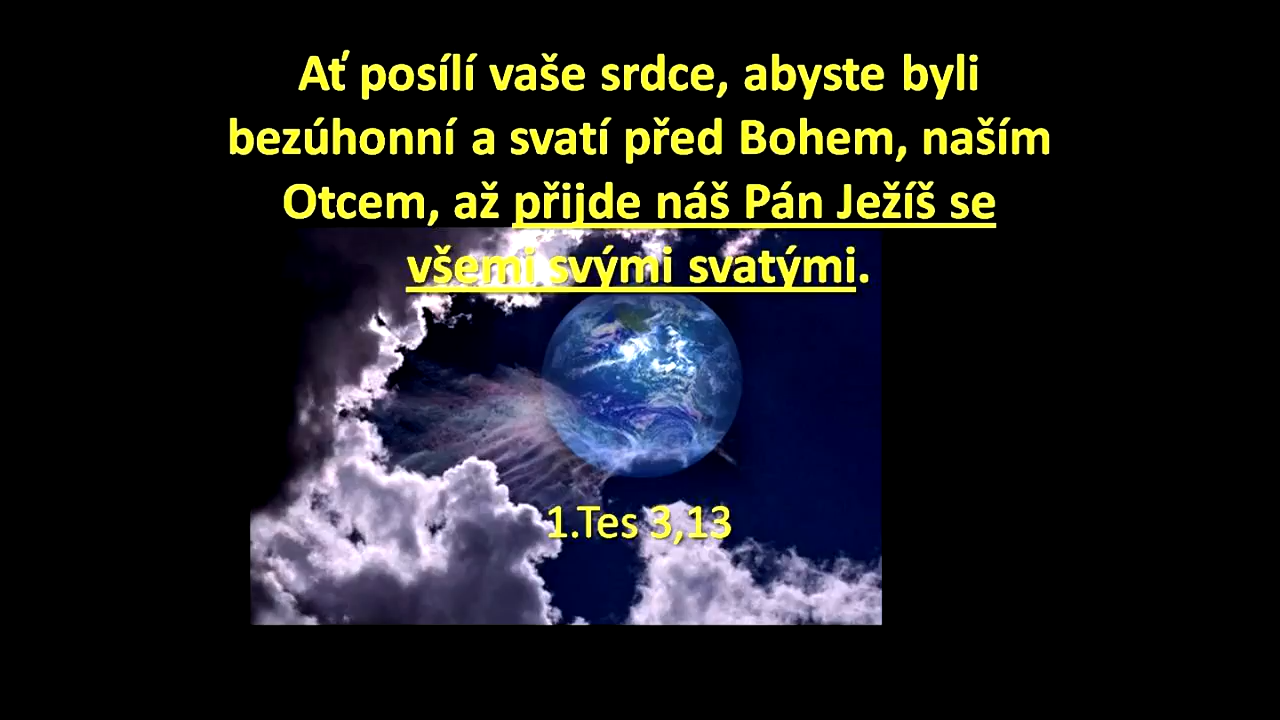 Ať posílí vaše srdce, abyste byli
bezúhonní a svatí před Bohem, naším
Otcem, až přijde náš Pán Ježíš se
všemi svými svatými.
1.Tes 3,13